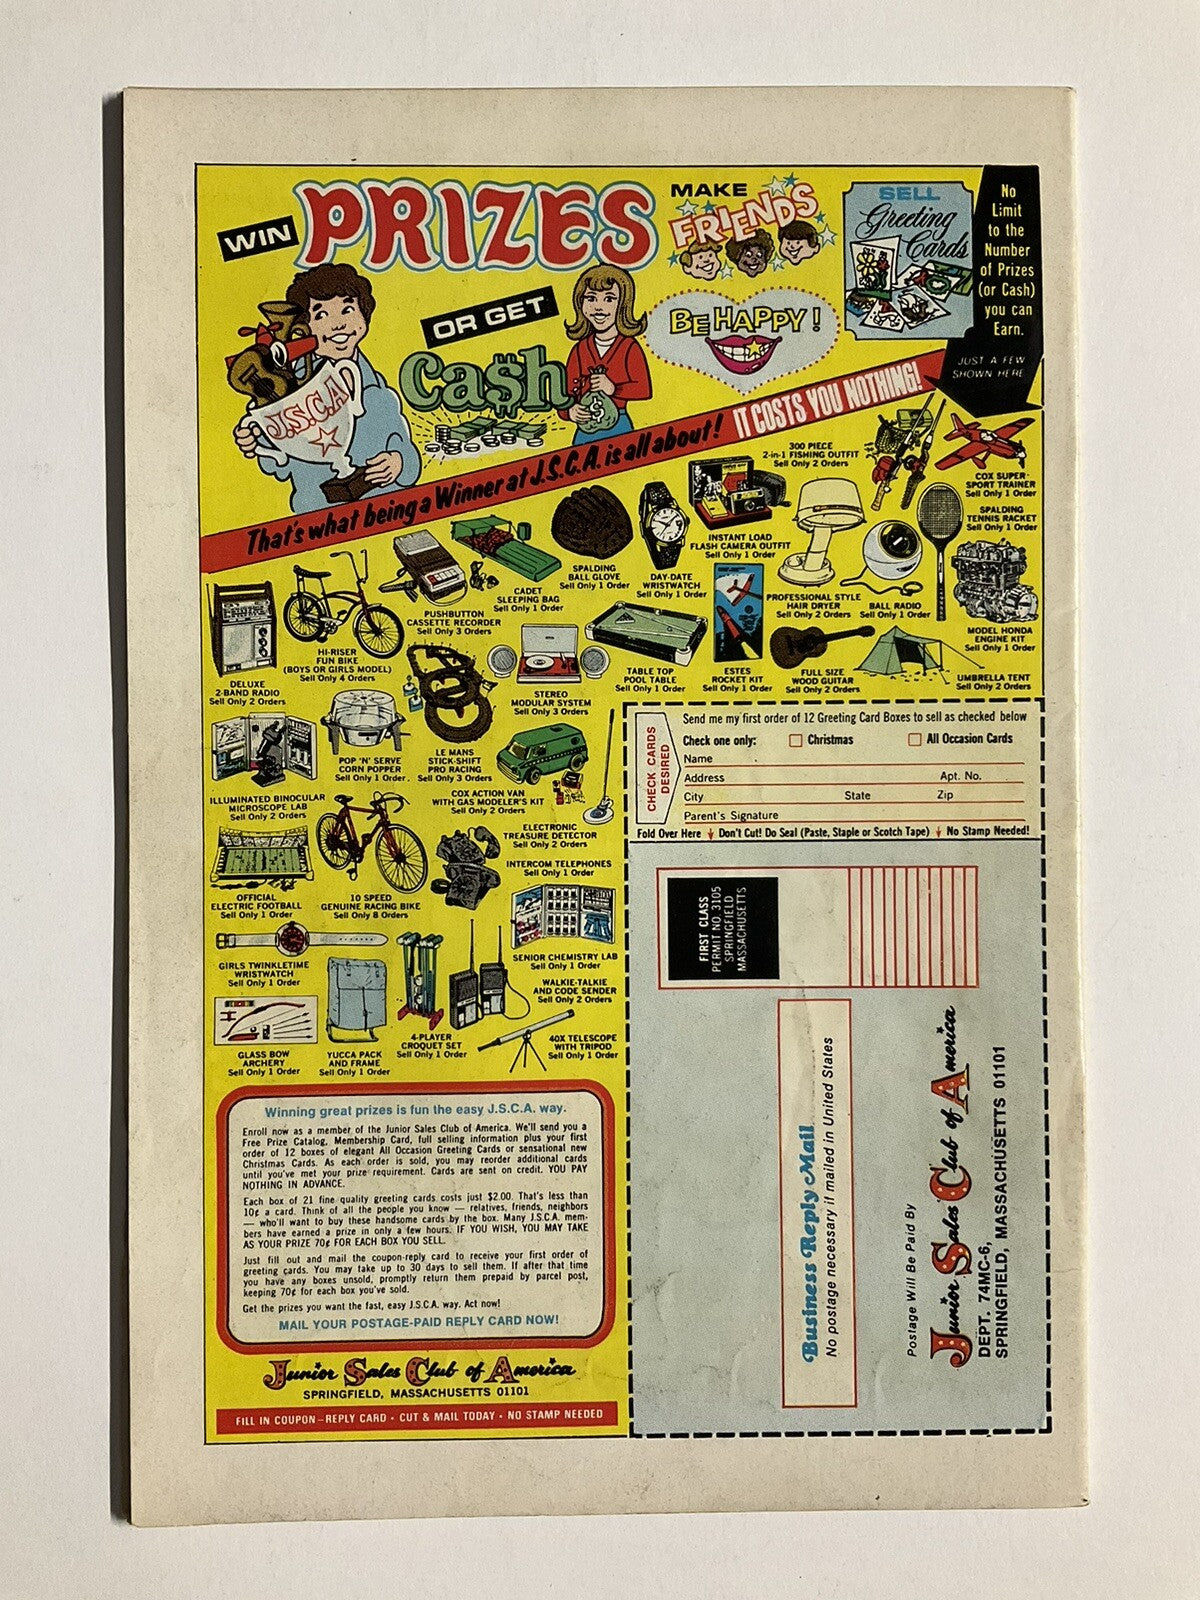 WIN PRIZES
OR GET
Cash
MAKE
FRIENDS
BE HAPPY!
SELL
Greeting
Cards
No
Limit
to the
Number
of Prizes
(or Cash)
you can
Earn.
JUST A FEW
SHOWN HERE
J.S.C.A.
That's what being a Winner at J.S.C.A. is all about! IT COSTS YOU NOTHING!
300 PIECE
2-in-1 FISHING OUTFIT
Sell Only 2 Orders
COX SUPER-
SPORT TRAINER
Sell Only 1 Order
SPALDING
TENNIS RACKET
Sell Only 1 Order
INSTANT LOAD
FLASH CAMERA OUTFIT
Sell Only 1 Order
SPALDING
BALL GLOVE
Sell Only 1 Order
DAY-DATE
WRISTWATCH
Sell Only 1 Order
CADET
SLEEPING BAG
Sell Only 1 Order
PROFESSIONAL STYLE
HAIR DRYER
Sell Only 2 Orders
BALL RADIO
Sell Only 1 Order
PUSHBUTTON
CASSETTE RECORDER
Sell Only 3 Orders
MODEL HONDA
ENGINE KIT
Sell Only 1 Order
HI-RISER
FUN BIKE
(BOYS OR GIRLS MODEL)
Sell Only 4 Orders
DELUXE
2-BAND RADIO
Sell Only 2 Orders
STEREO
MODULAR SYSTEM
Sell Only 3 Orders
TABLE TOP
POOL TABLE
Sell Only 1 Order
ESTES
ROCKET KIT
Sell Only 1 Order
FULL SIZE
WOOD GUITAR
Sell Only 2 Orders
UMBRELLA TENT
Sell Only 2 Orders
POP 'N' SERVE
CORN POPPER
Sell Only 1 Order.
LE MANS
STICK-SHIFT
PRO RACING
Sell Only 3 Orders
ILLUMINATED BINOCULAR
MICROSCOPE LAB
Sell Only 2 Orders
COX ACTION VAN
WITH GAS MODELER'S KIT
Sell Only 2 Orders
ELECTRONIC
TREASURE DETECTOR
Sell Only 2 Orders
INTERCOM TELEPHONES
Sell Only 1 Order
OFFICIAL
ELECTRIC FOOTBALL
Sell Only 1 Order
10 SPEED
GENUINE RACING BIKE
Sell Only 8 Orders
SENIOR CHEMISTRY LAB
Sell Only 1 Order
GIRLS TWINKLETIME
WRISTWATCH
Sell Only 1 Order
WALKIE-TALKIE
AND CODE SENDER
Sell Only 2 Orders
GLASS BOW
ARCHERY
Sell Only 1 Order
YUCCA PACK
AND FRAME
Sell Only 1 Order
4-PLAYER
CROQUET SET
Sell Only 1 Order
40X TELESCOPE
WITH TRIPOD
Sell Only 1 Order
Winning great prizes is fun the easy J.S.C.A. way.
Enroll now as a member of the Junior Sales Club of America. We'll send you a
Free Prize Catalog, Membership Card, full selling information plus your first
order of 12 boxes of elegant All Occasion Greeting Cards or sensational new
Christmas Cards. As each order is sold, you may reorder additional cards
until you've met your prize requirement. Cards are sent on credit. YOU PAY
NOTHING IN ADVANCE.
Each box of 21 fine quality greeting cards costs just $2.00. That's less than
10¢ a card. Think of all the people you know — relatives, friends, neighbors
— who'll want to buy these handsome cards by the box. Many J.S.C.A. mem-
bers have earned a prize in only a few hours. IF YOU WISH, YOU MAY TAKE
AS YOUR PRIZE 70¢ FOR EACH BOX YOU SELL.
Just fill out and mail the coupon-reply card to receive your first order of
greeting cards. You may take up to 30 days to sell them. If after that time
you have any boxes unsold, promptly return them prepaid by parcel post,
keeping 70¢ for each box you've sold.
Get the prizes you want the fast, easy J.S.C.A. way. Act now!
MAIL YOUR POSTAGE-PAID REPLY CARD NOW!
Junior Sales Club of America
SPRINGFIELD, MASSACHUSETTS 01101
FILL IN COUPON–REPLY CARD • CUT & MAIL TODAY • NO STAMP NEEDED
CHECK CARDS
DESIRED
Send me my first order of 12 Greeting Card Boxes to sell as checked below
Check one only: Christmas All Occasion Cards
Name
Address Apt. No.
City State Zip
Parent's Signature
Fold Over Here Don't Cut! Do Seal (Paste, Staple or Scotch Tape) No Stamp Needed!
FIRST CLASS
PERMIT NO. 3105
SPRINGFIELD
MASSACHUSETTS
Business Reply Mail
No postage necessary if mailed in United States
Postage Will Be Paid By
Junior Sales Club of America
DEPT. 74MC-6,
SPRINGFIELD, MASSACHUSETTS 01101